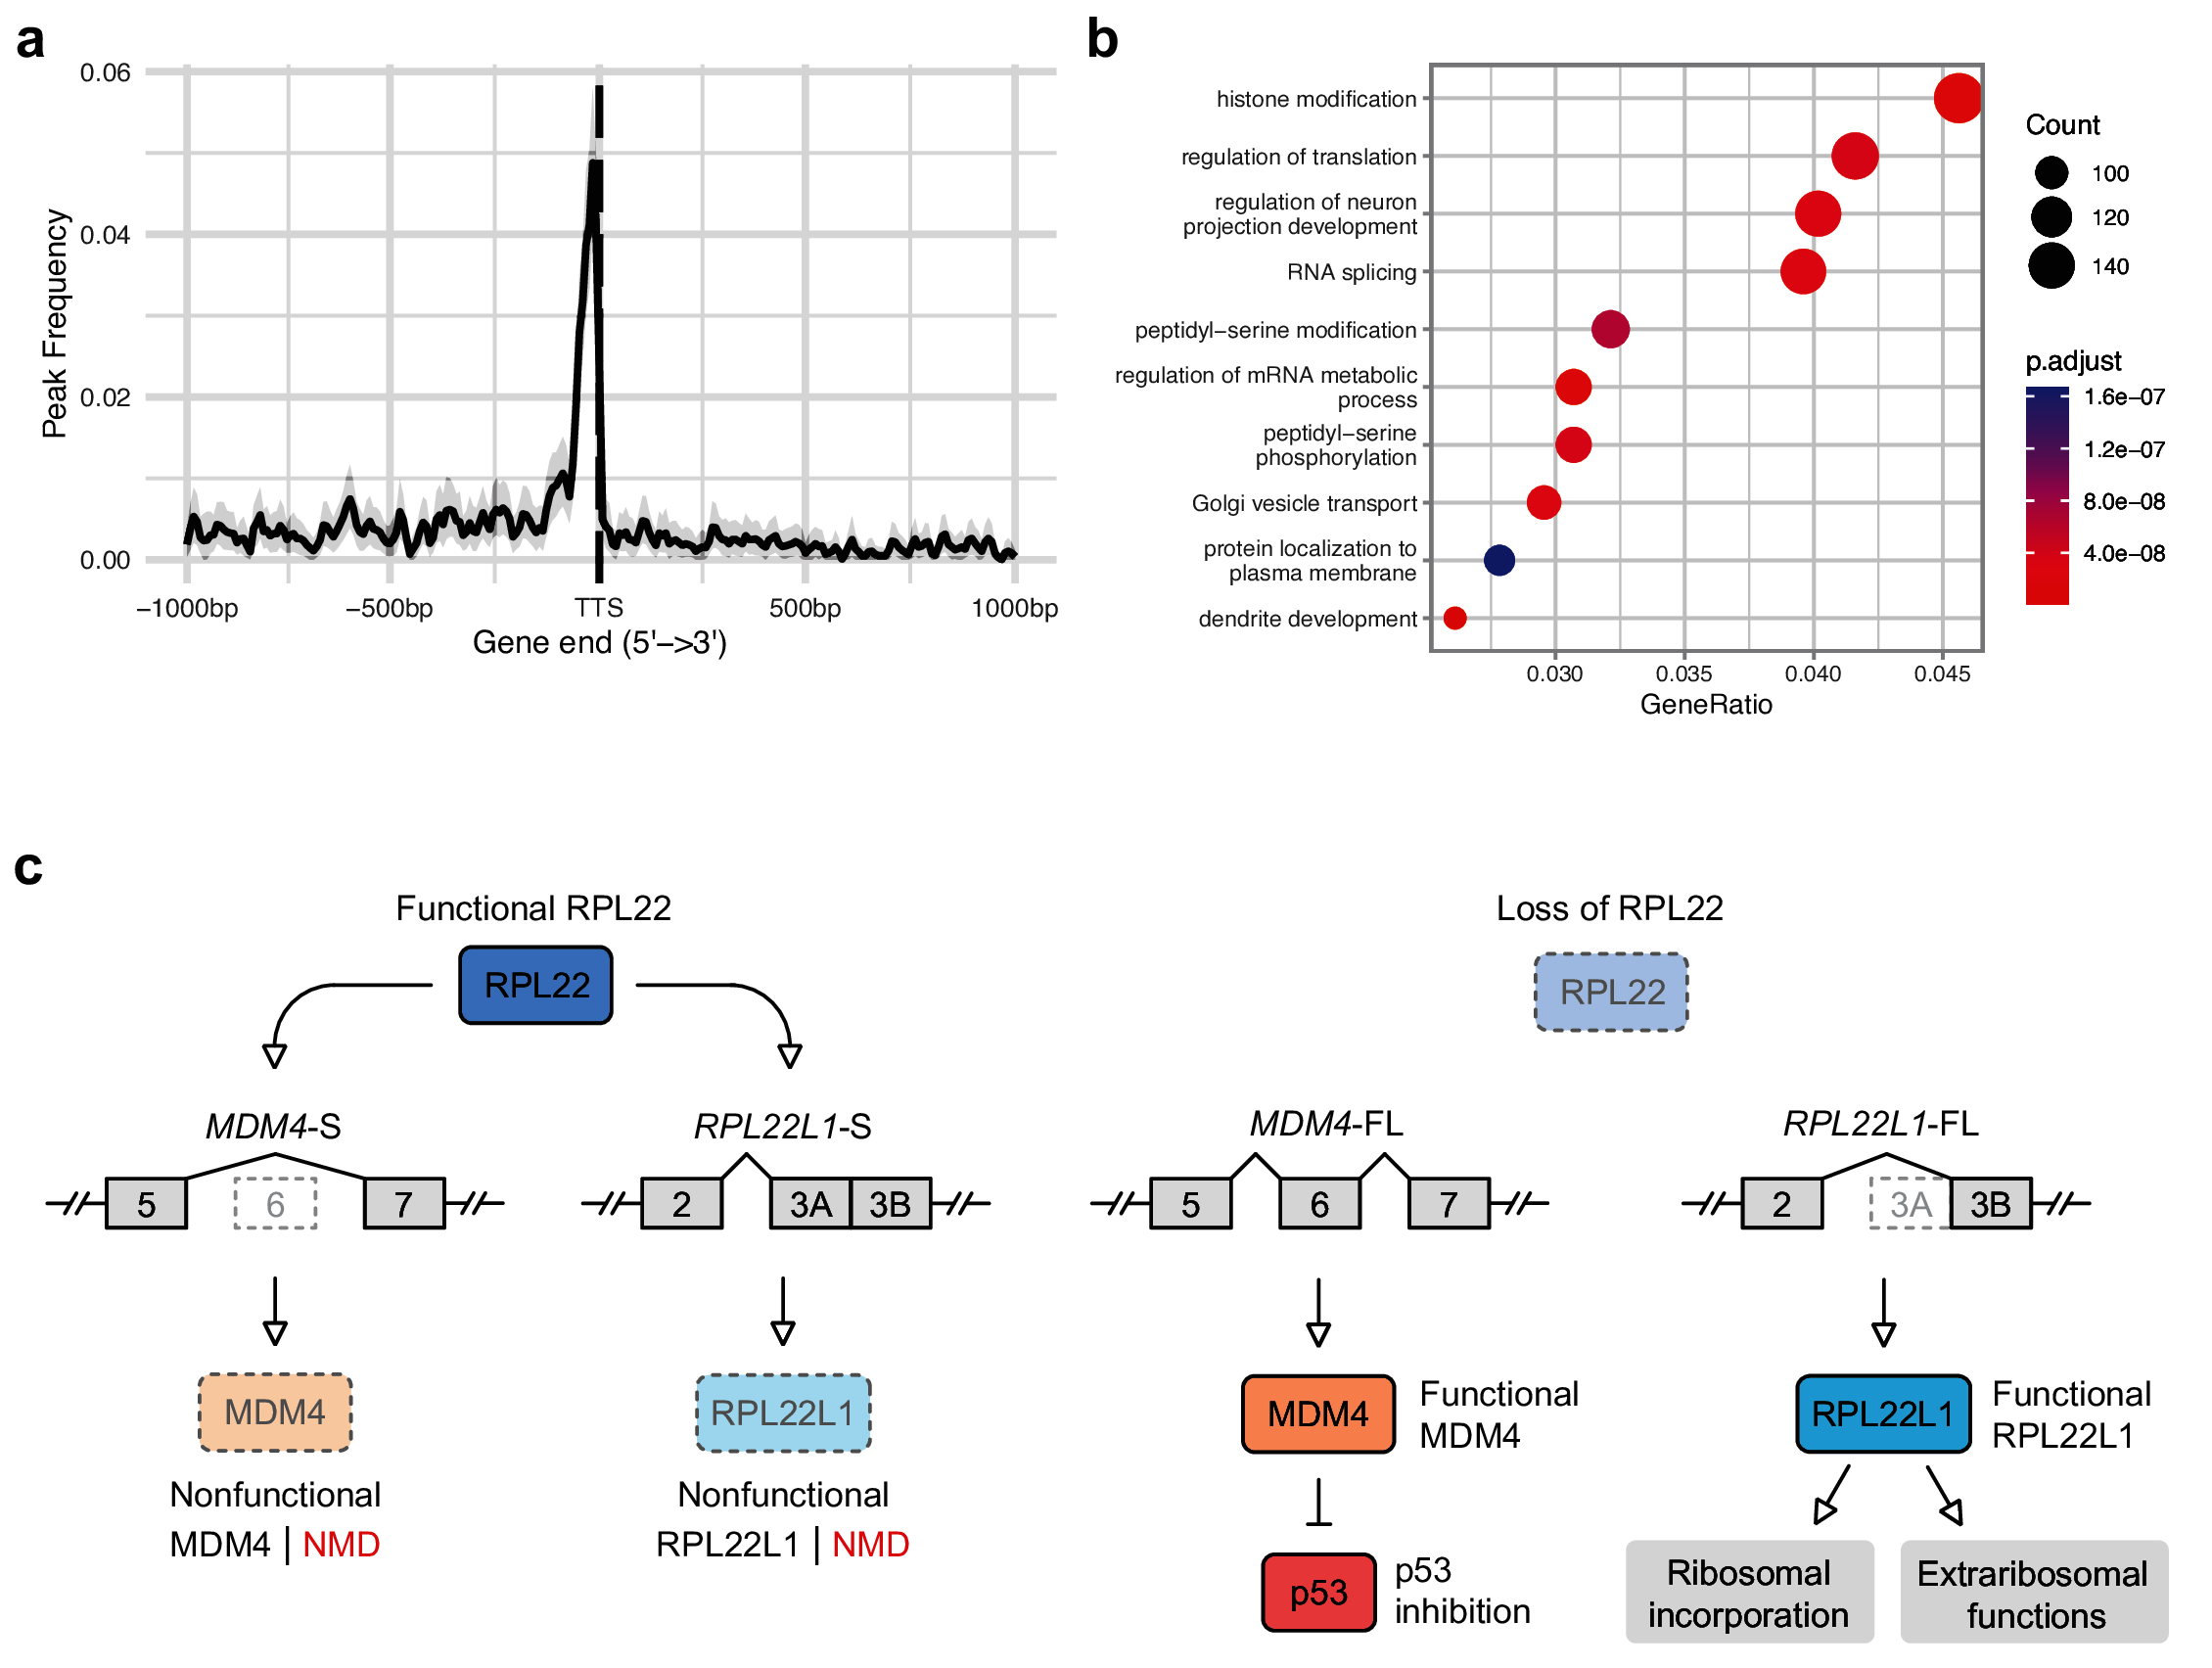 a
0.06
0.04
0.02
0.00
Peak Frequency
−1000bp
−500bp
TTS
500bp
1000bp
Gene end (5'−>3')
b
histone modification
regulation of translation
regulation of neuron
projection development
RNA splicing
peptidyl−serine modification
regulation of mRNA metabolic
process
peptidyl−serine
phosphorylation
Golgi vesicle transport
protein localization to
plasma membrane
dendrite development
0.030
0.035
0.040
0.045
GeneRatio
Count
100
120
140
p.adjust
1.6e−07
1.2e−07
8.0e−08
4.0e−08
c
Functional RPL22
RPL22
MDM4-S
5
6
7
MDM4
Nonfunctional
MDM4 | NMD
RPL22L1-S
2
3A
3B
RPL22L1
Nonfunctional
RPL22L1 | NMD
Loss of RPL22
RPL22
MDM4-FL
5
6
7
MDM4
Functional
MDM4
p53
p53
inhibition
RPL22L1-FL
2
3A
3B
RPL22L1
Functional
RPL22L1
Ribosomal
incorporation
Extraribosomal
functions